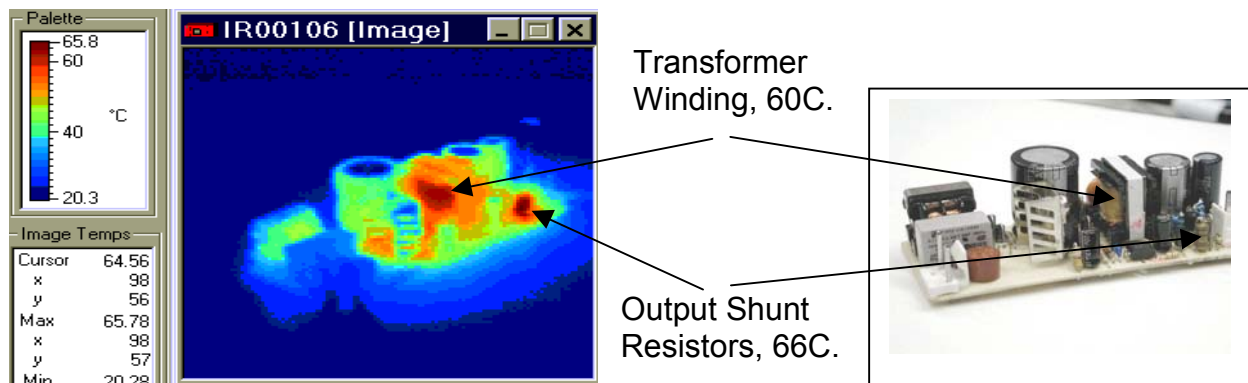 Palette
65.8
60
°C
40
20.3
Image Temps
Cursor 64.56
x 98
y 56
Max 65.78
x 98
y 57
Min 20.28
IR00106 [Image]
Transformer
Winding, 60C.
Output Shunt
Resistors, 66C.